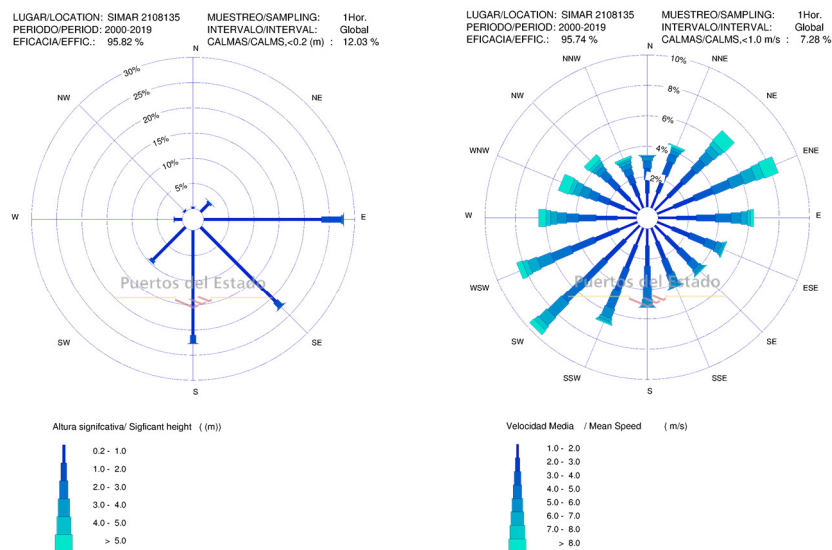 LUGAR/LOCATION: SIMAR 2108135 MUESTREO/SAMPLING: 1Hor.
PERIODO/PERIOD: 2000-2019 INTERVALO/INTERVAL: Global
EFICACIA/EFFIC.: 95.82 % CALMAS/CALMS,<0.2 (m) : 12.03 %
N
30%
25%
20%
15%
10%
5%
NW
NE
W
E
Puertos del Estado
SW
SE
S
Altura signifcativa/ Sigficant height ( (m))
0.2 - 1.0
1.0 - 2.0
2.0 - 3.0
3.0 - 4.0
4.0 - 5.0
> 5.0
LUGAR/LOCATION: SIMAR 2108135 MUESTREO/SAMPLING: 1Hor.
PERIODO/PERIOD: 2000-2019 INTERVALO/INTERVAL: Global
EFICACIA/EFFIC.: 95.74 % CALMAS/CALMS,<1.0 m/s : 7.28 %
N
10%
8%
6%
4%
2%
NNW
NNE
NW
NE
WNW
ENE
W
E
WSW
ESE
Puertos del Estado
SW
SE
SSW
SSE
S
Velocidad Media / Mean Speed ( m/s)
1.0 - 2.0
2.0 - 3.0
3.0 - 4.0
4.0 - 5.0
5.0 - 6.0
6.0 - 7.0
7.0 - 8.0
> 8.0